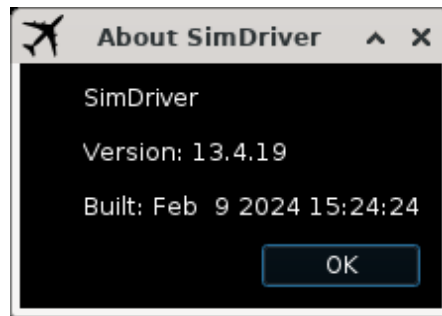 About SimDriver
SimDriver
Version: 13.4.19
Built: Feb  9 2024 15:24:24
OK